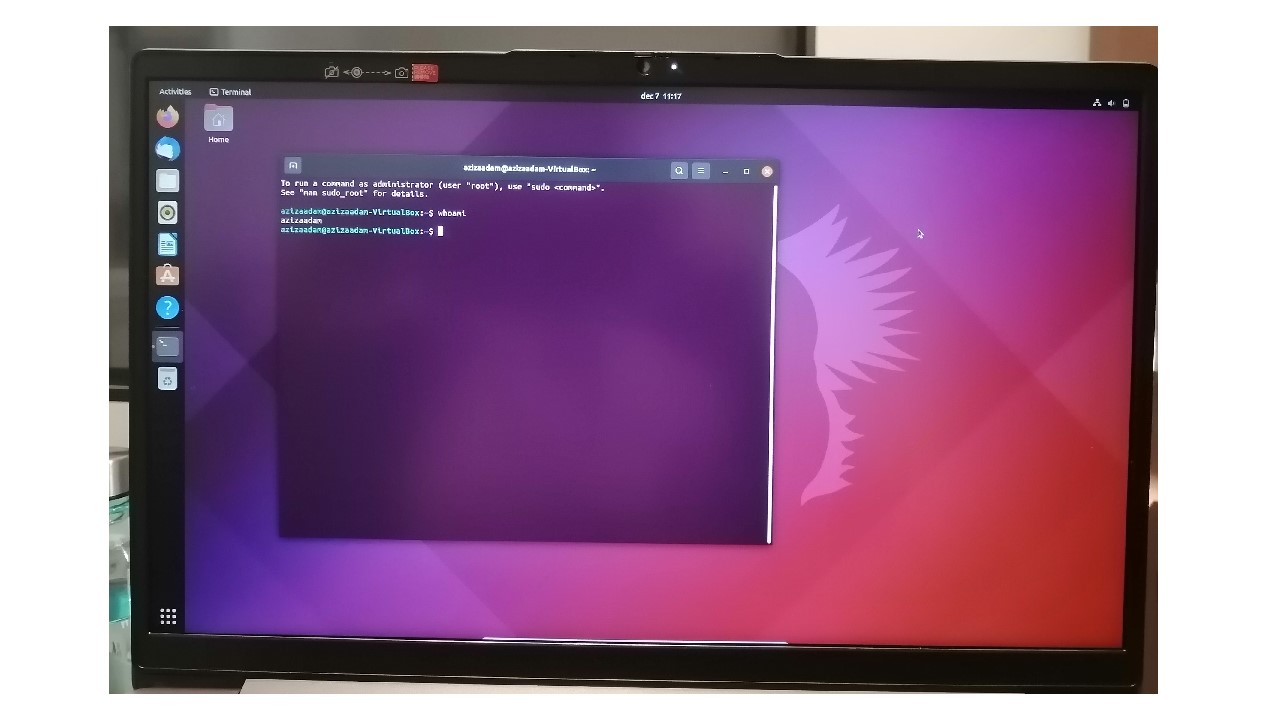 Activities
Terminal
dec 7 11:17
Home
azizaadam@azizaadam-VirtualBox: ~
To run a command as administrator (user "root"), use "sudo <command>".
See "man sudo_root" for details.
azizaadam@azizaadam-VirtualBox:~$ whoami
azizaadam
azizaadam@azizaadam-VirtualBox:~$